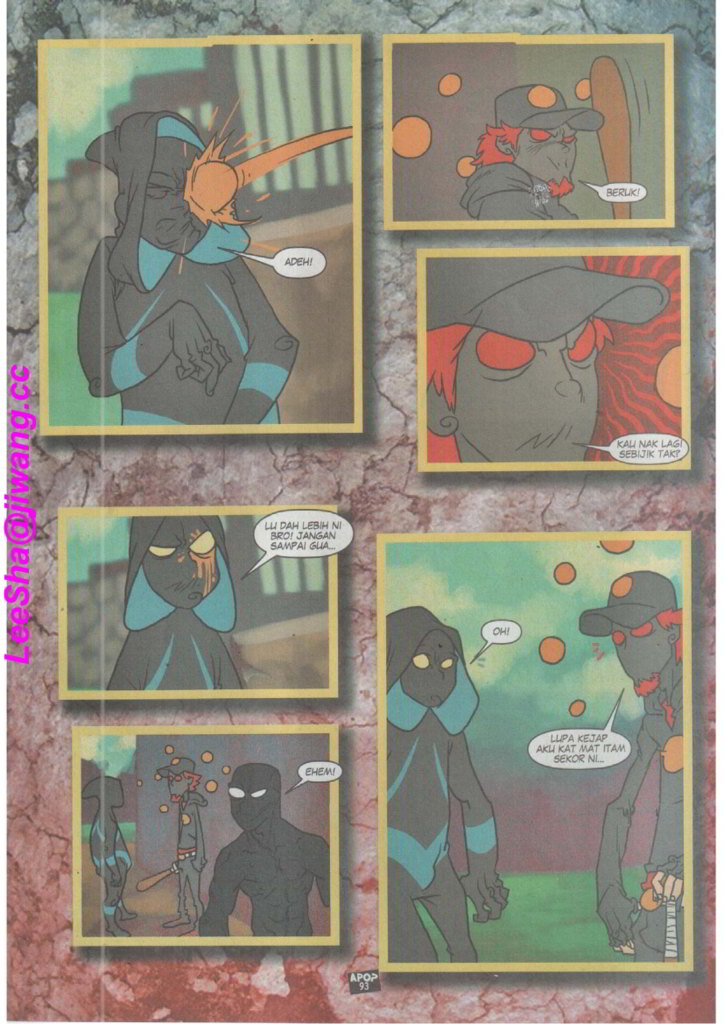 ADEH!
BERUK!
KAU NAK LAGI
SEBIJIK TAK?
LU DAH LEBIH NI
BRO! JANGAN
SAMPAI GUA...
EHEM!
OH!
LUPA KEJAP
AKU KAT MAT ITAM
SEKOR NI...
APO?
93
LeeSha@jiwang.cc